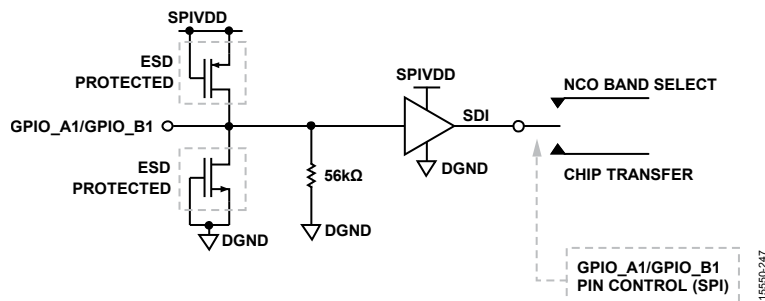 SPIVDD
ESD
PROTECTED
GPIO_A1/GPIO_B1
ESD
PROTECTED
DGND
56kΩ
DGND
SPIVDD
SDI
DGND
NCO BAND SELECT
CHIP TRANSFER
GPIO_A1/GPIO_B1
PIN CONTROL (SPI)
15550-247